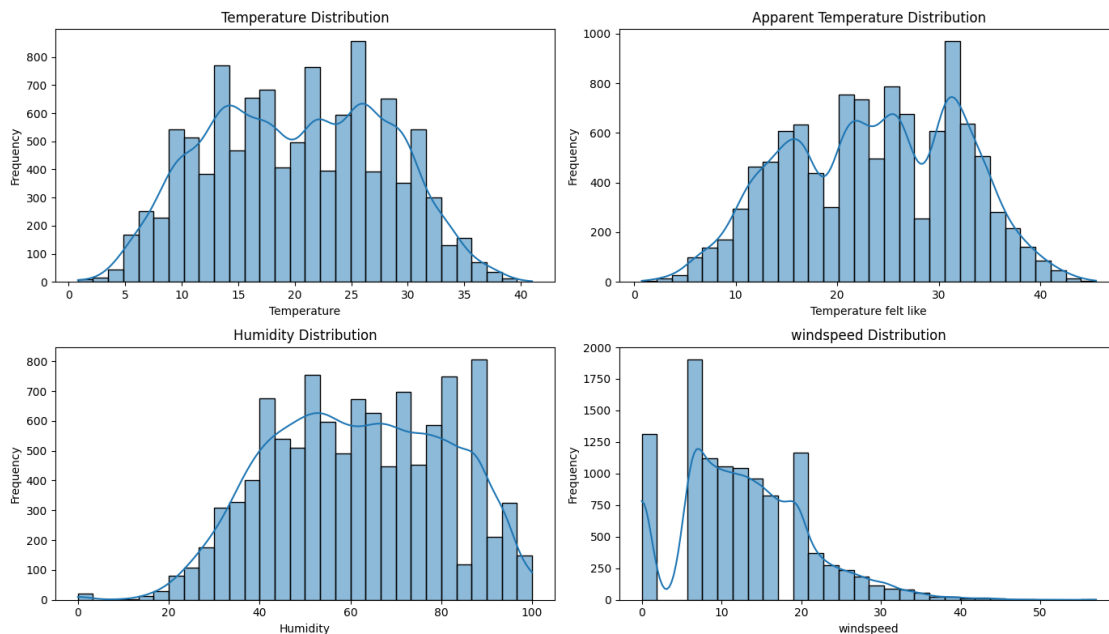 Temperature Distribution
Frequency
800
700
600
500
400
300
200
100
0
0 5 10 15 20 25 30 35 40
Temperature
Apparent Temperature Distribution
Frequency
1000
800
600
400
200
0
0 10 20 30 40
Temperature felt like
Humidity Distribution
Frequency
800
700
600
500
400
300
200
100
0
0 20 40 60 80 100
Humidity
windspeed Distribution
Frequency
2000
1750
1500
1250
1000
750
500
250
0
0 10 20 30 40 50
windspeed